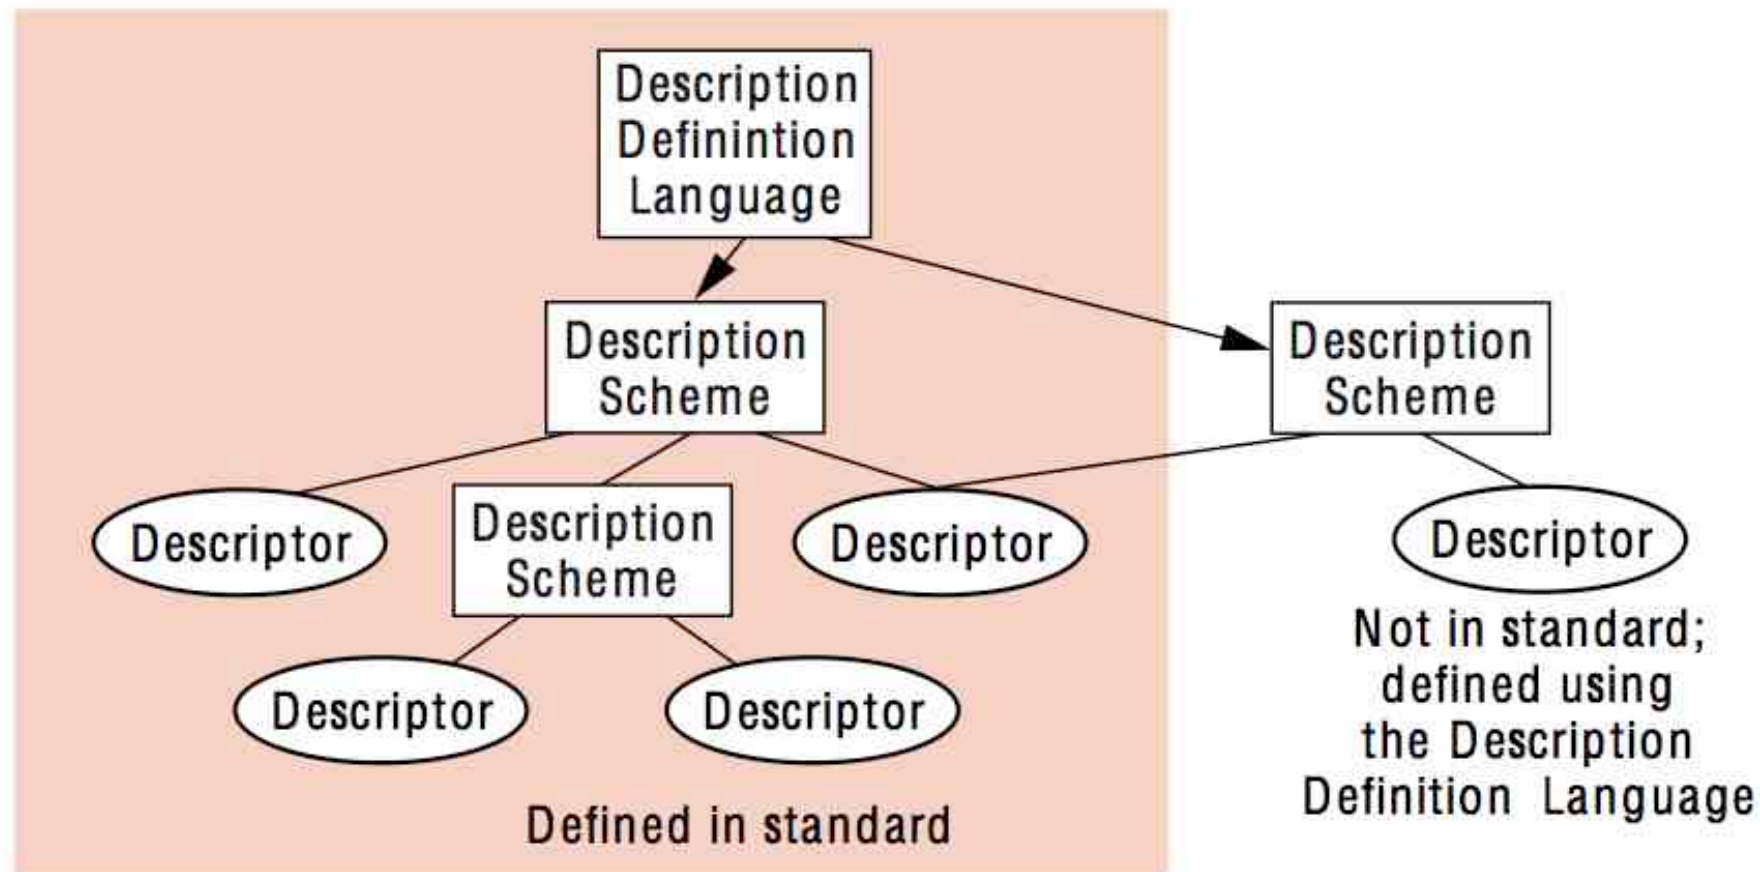 Description
Definintion
Language
Description
Scheme
Description
Scheme
Descriptor
Description
Scheme
Descriptor
Descriptor
Descriptor
Descriptor
Not in standard;
defined using
the Description
Definition Language
Defined in standard